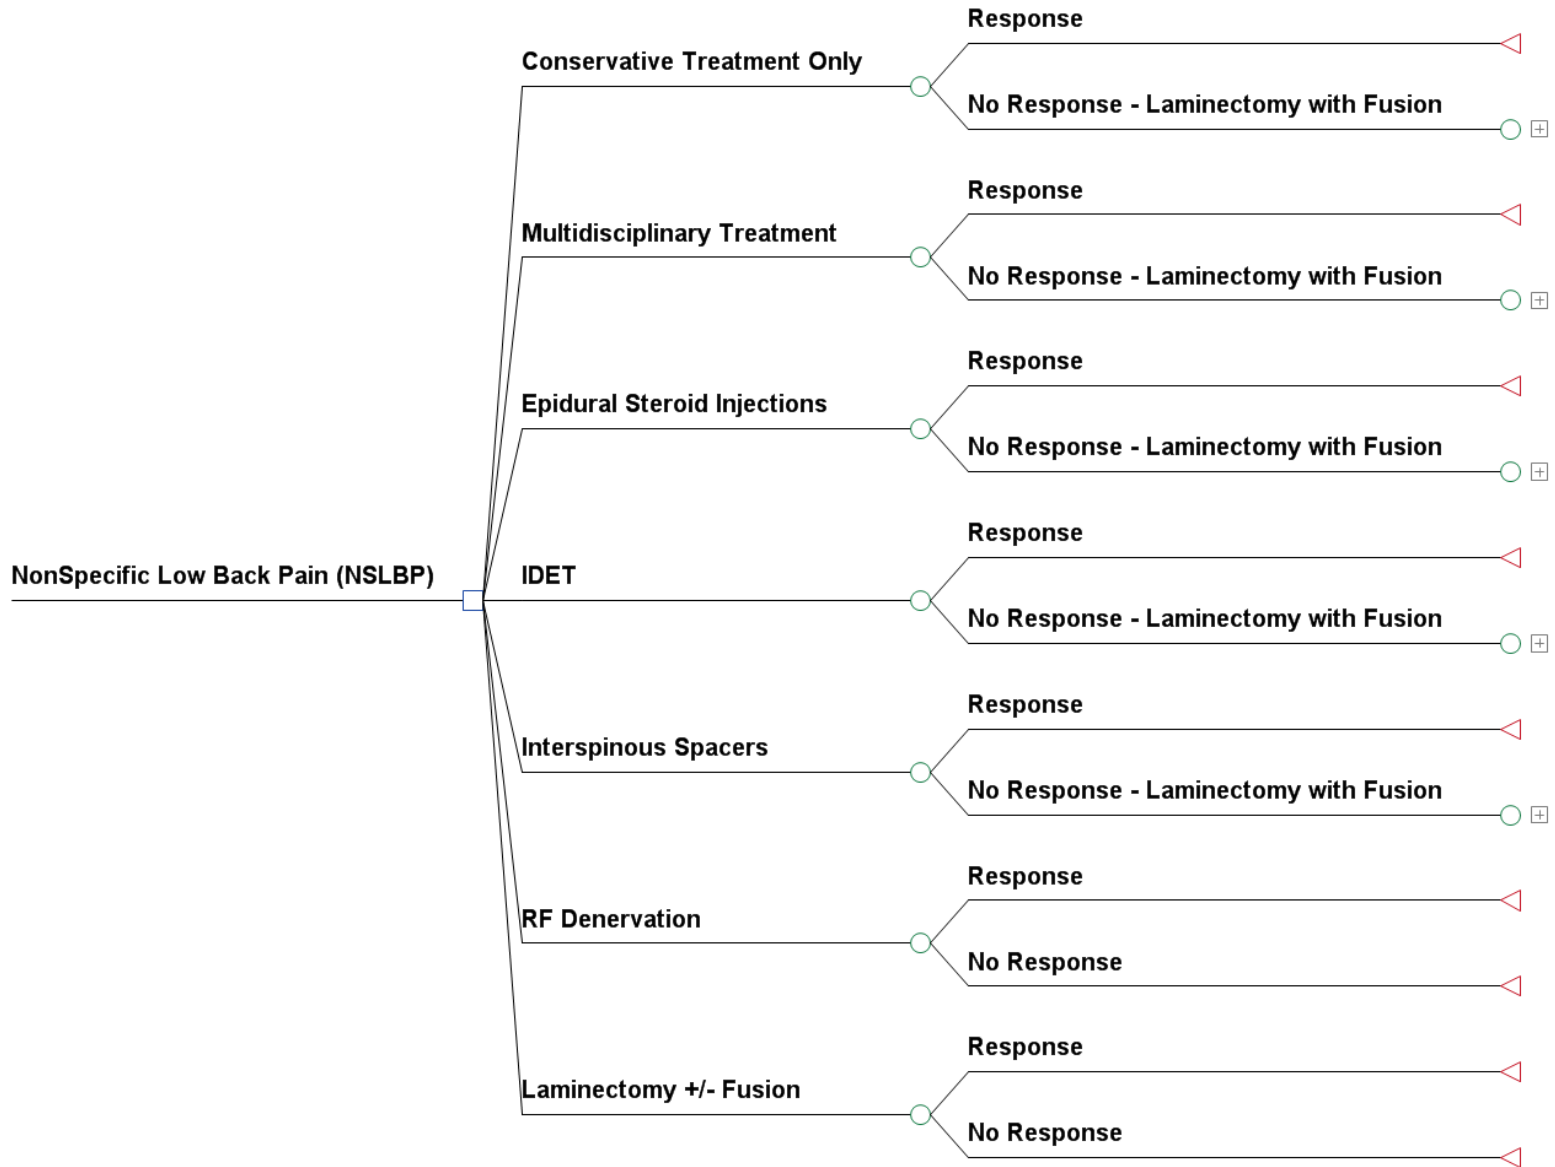 Response
Conservative Treatment Only
No Response - Laminectomy with Fusion
Response
Multidisciplinary Treatment
No Response - Laminectomy with Fusion
Response
Epidural Steroid Injections
No Response - Laminectomy with Fusion
Response
NonSpecific Low Back Pain (NSLBP)
IDET
No Response - Laminectomy with Fusion
Response
Interspinous Spacers
No Response - Laminectomy with Fusion
Response
RF Denervation
No Response
Response
Laminectomy +/- Fusion
No Response